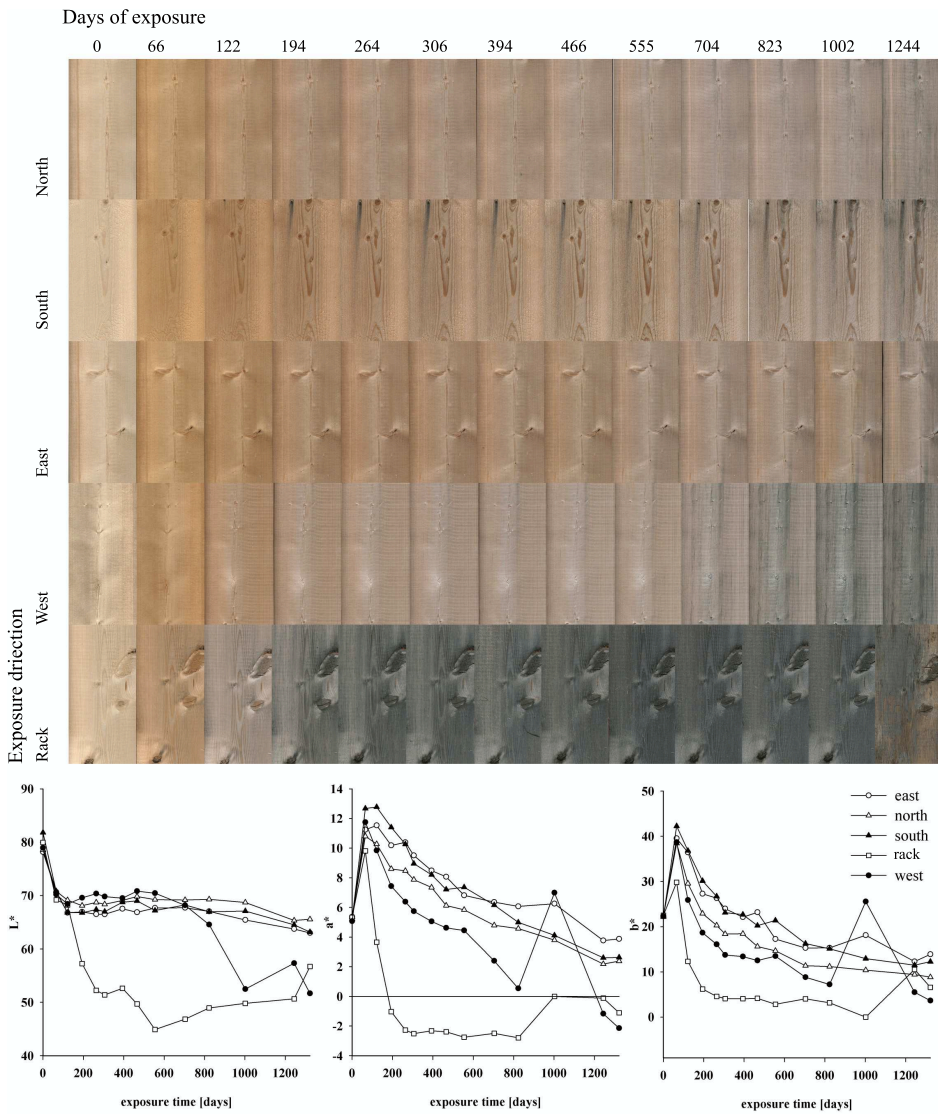 Days of exposure
0 66 122 194 264 306 394 466 555 704 823 1002 1244
North
South
East
West
Rack
Exposure driection
90
80
70
60
50
40
L*
0 200 400 600 800 1000 1200
exposure time [days]
14
12
10
8
6
4
2
0
-2
-4
a*
0 200 400 600 800 1000 1200
exposure time [days]
50
40
30
20
10
0
b*
0 200 400 600 800 1000 1200
exposure time [days]
east
north
south
rack
west